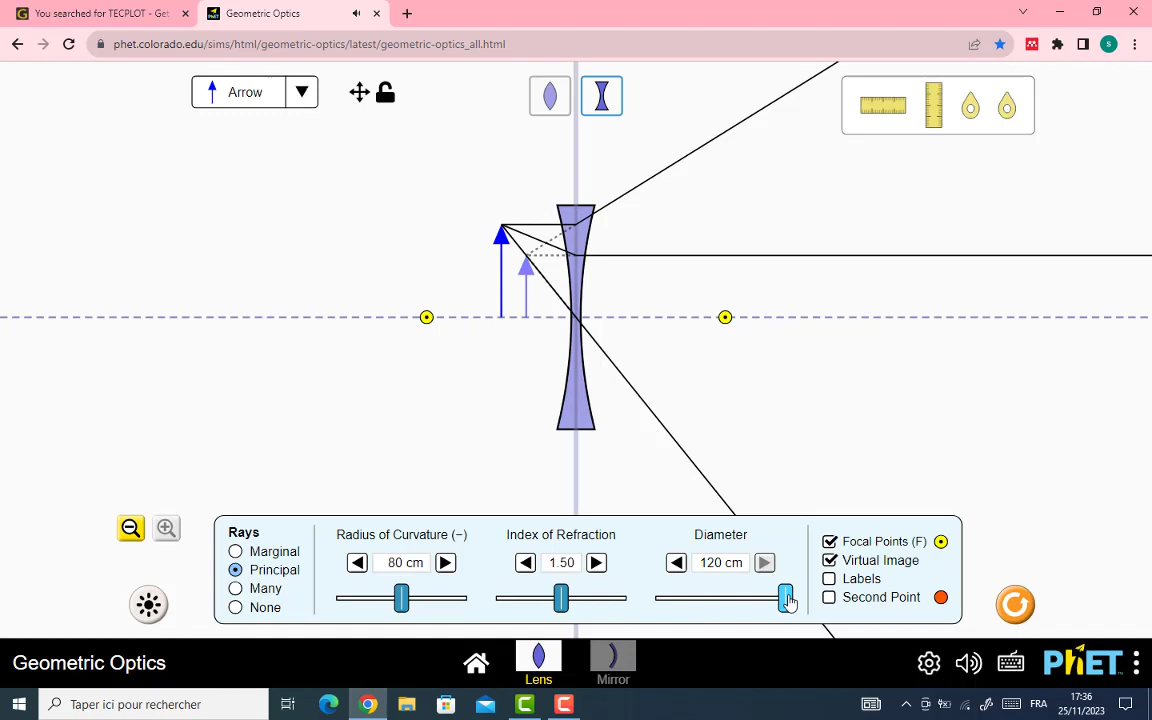 You searched for TECPLOT - Get
Geometric Optics
phet.colorado.edu/sims/html/geometric-optics/latest/geometric-optics_all.html
S
Arrow
Rays
Marginal
Principal
Many
None
Radius of Curvature (−)
80 cm
Index of Refraction
1.50
Diameter
120 cm
Focal Points (F)
Virtual Image
Labels
Second Point
Geometric Optics
Lens
Mirror
PhET
Taper ici pour rechercher
FRA
17:36
25/11/2023